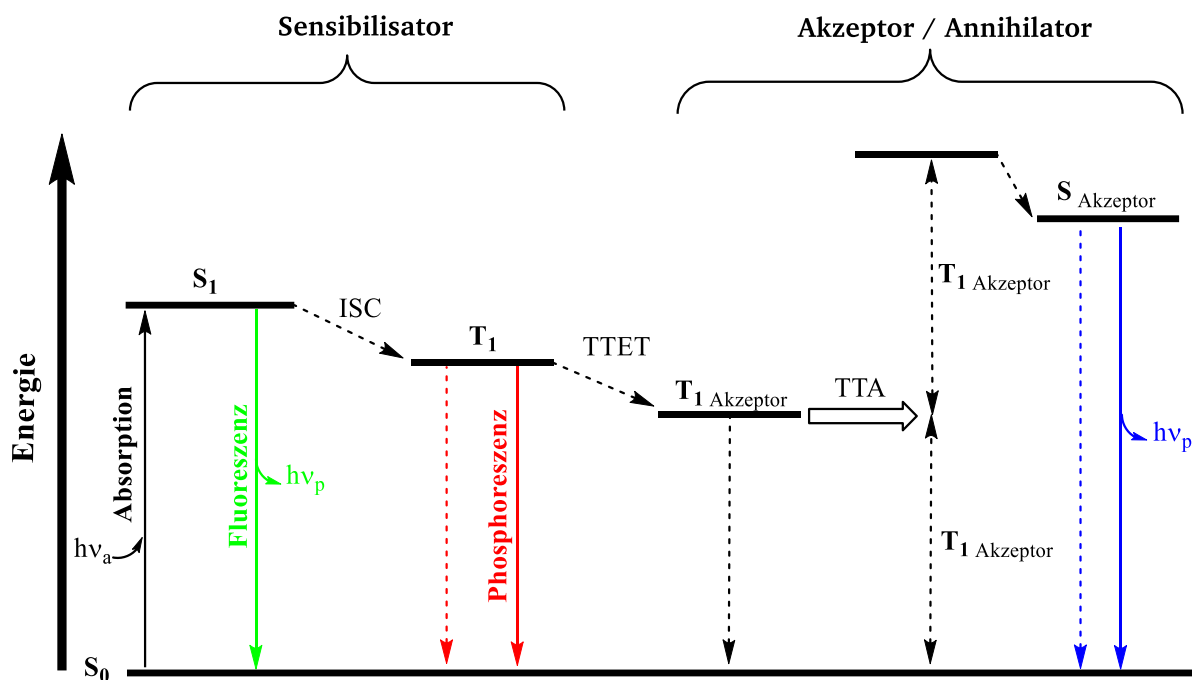 Sensibilisator
Akzeptor / Annihilator
Energie
S Akzeptor
S1
ISC
T1 Akzeptor
T1
TTET
T1 Akzeptor
TTA
Absorption
Fluoreszenz
hνp
Phosphoreszenz
hνp
hνa
T1 Akzeptor
S0